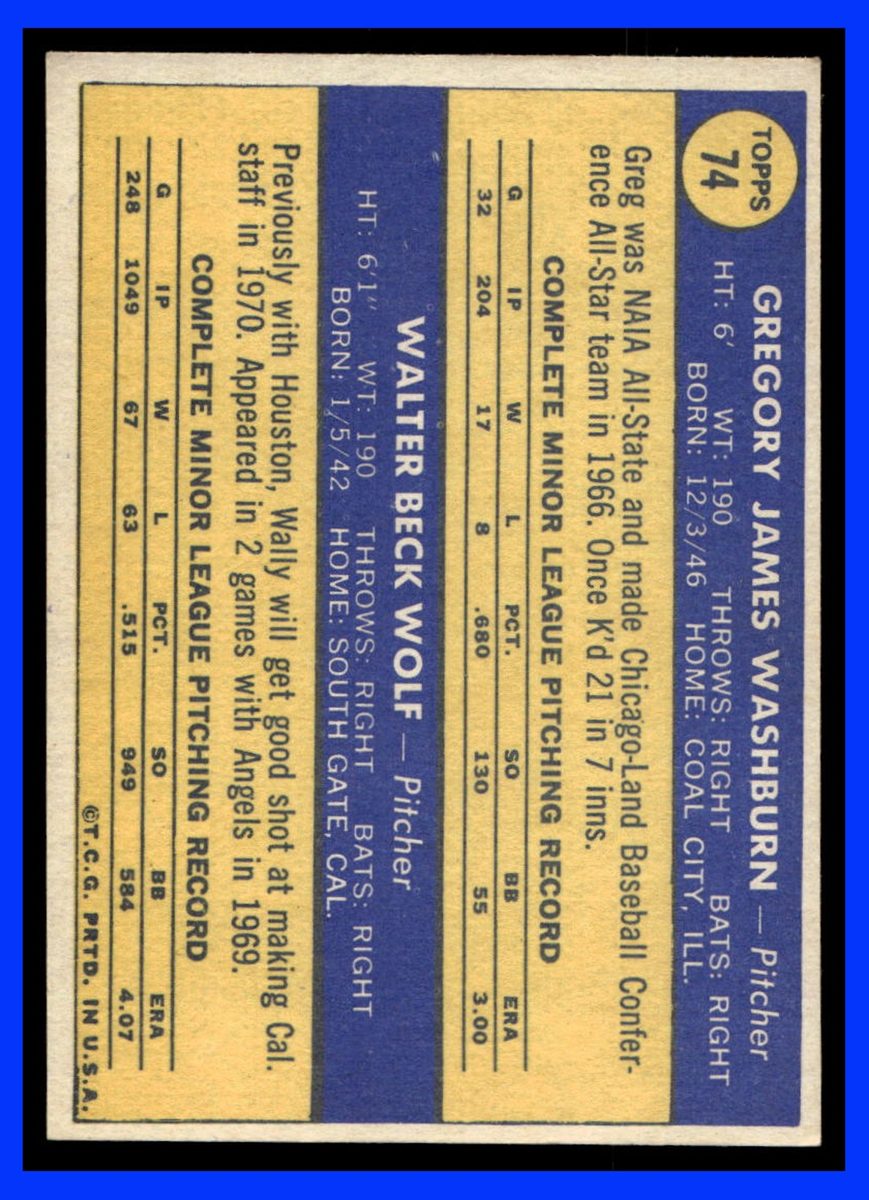 TOPPS
74
GREGORY JAMES WASHBURN — Pitcher
HT: 6' WT: 190 THROWS: RIGHT BATS: RIGHT
BORN: 12/3/46 HOME: COAL CITY, ILL.
Greg was NAIA All-State and made Chicago-Land Baseball Confer-
ence All-Star team in 1966. Once K'd 21 in 7 inns.
COMPLETE MINOR LEAGUE PITCHING RECORD
G IP W L PCT. SO BB ERA
32 204 17 8 .680 130 55 3.00
WALTER BECK WOLF — Pitcher
HT: 6'1" WT: 190 THROWS: RIGHT BATS: RIGHT
BORN: 1/5/42 HOME: SOUTH GATE, CAL.
Previously with Houston, Wally will get good shot at making Cal.
staff in 1970. Appeared in 2 games with Angels in 1969.
COMPLETE MINOR LEAGUE PITCHING RECORD
G IP W L PCT. SO BB ERA
248 1049 67 63 .515 949 584 4.07
©T.C.G. PRTD. IN U.S.A.